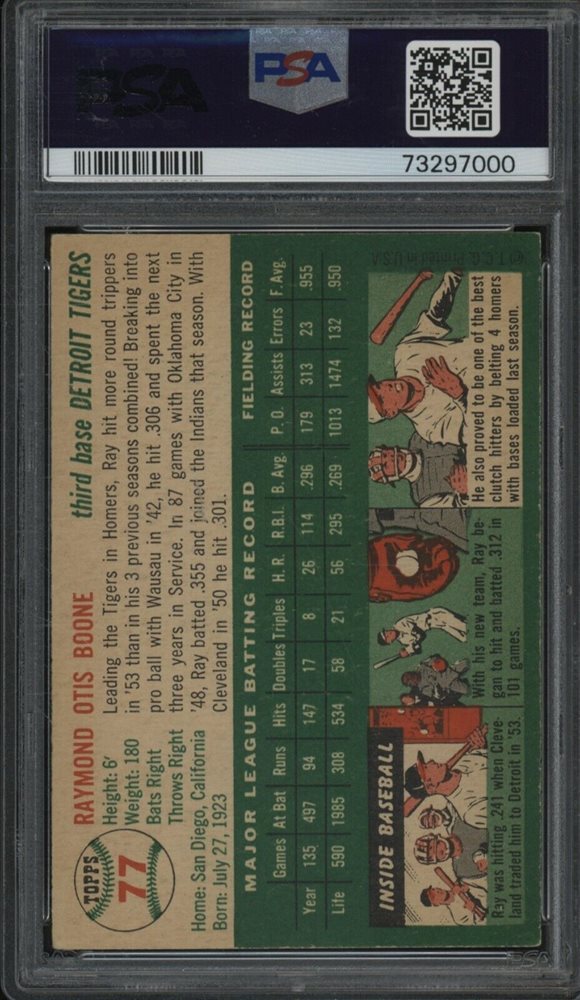 PSA
PSA
73297000
TOPPS
77
RAYMOND OTIS BOONE
third base DETROIT TIGERS
Height: 6'
Weight: 180
Bats Right
Throws Right
Home: San Diego, California
Born: July 27, 1923
Leading the Tigers in Homers, Ray hit more round trippers
in '53 than in his 3 previous seasons combined! Breaking into
pro ball with Wausau in '42, he hit .306 and spent the next
three years in Service. In 87 games with Oklahoma City in
'48, Ray batted .355 and joined the Indians that season. With
Cleveland in '50 he hit .301.
MAJOR LEAGUE BATTING RECORD FIELDING RECORD
Games At Bat Runs Hits Doubles Triples H. R. R.B.I. B. Avg. P. O. Assists Errors F. Avg.
Year 135 497 94 147 17 8 26 114 .296 179 313 23 .955
Life 590 1985 308 534 58 21 56 295 .269 1013 1474 132 .950
INSIDE BASEBALL
Ray was hitting .241 when Cleve-
land traded him to Detroit in '53.
With his new team, Ray be-
gan to hit and batted .312 in
101 games.
He also proved to be one of the best
clutch hitters by belting 4 homers
with bases loaded last season.
© T. C. G. Printed in U.S.A.